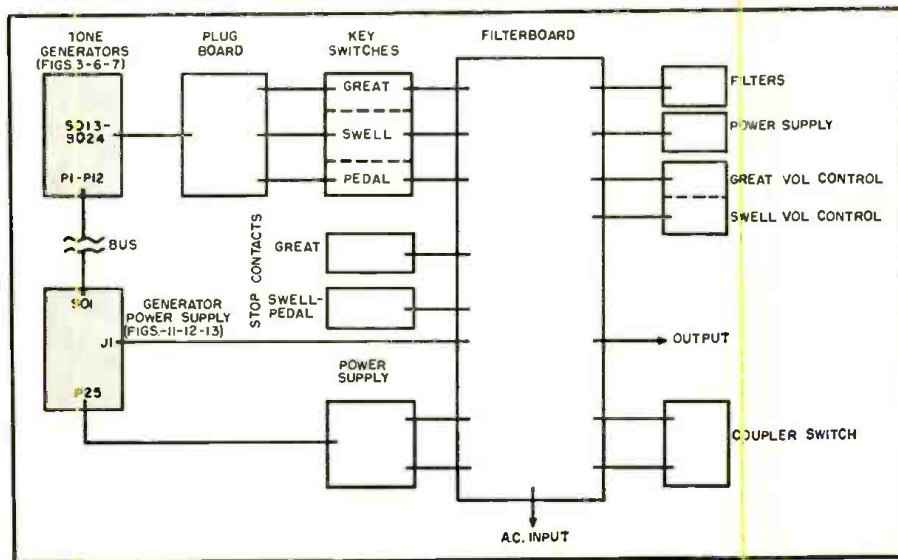 TONE
GENERATORS
(FIGS. 3-6-7)
PLUG
BOARD
KEY
SWITCHES
FILTERBOARD
SO13-
SO24
P1-P12
GREAT
SWELL
PEDAL
FILTERS
POWER SUPPLY
GREAT VOL CONTROL
SWELL VOL CONTROL
BUS
STOP CONTACTS
GREAT
SWELL-
PEDAL
SO1
J1
P25
GENERATOR
POWER SUPPLY
(FIGS.-11-12-13)
OUTPUT
POWER
SUPPLY
COUPLER SWITCH
A.C. INPUT